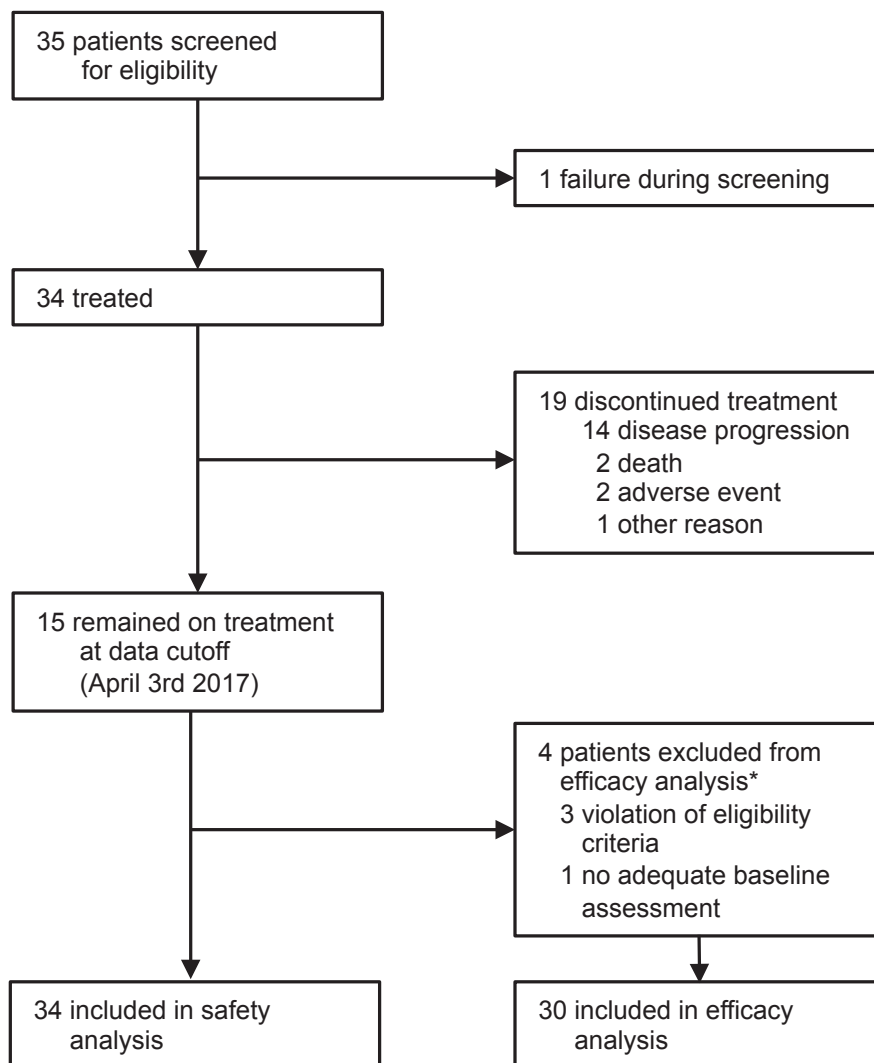 35 patients screened
for eligibility
1 failure during screening
34 treated
19 discontinued treatment
14 disease progression
2 death
2 adverse event
1 other reason
15 remained on treatment
at data cutoff
(April 3rd 2017)
4 patients excluded from
efficacy analysis*
3 violation of eligibility
criteria
1 no adequate baseline
assessment
34 included in safety
analysis
30 included in efficacy
analysis